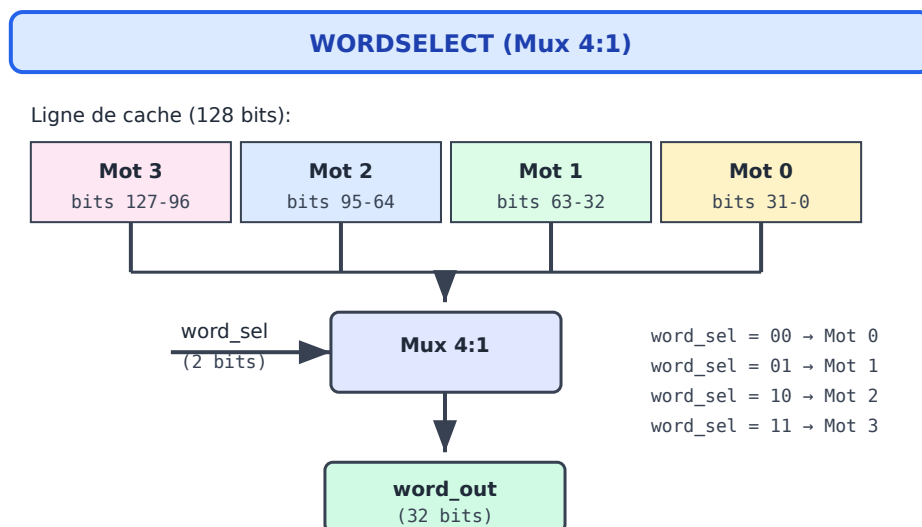 WORDSELECT (Mux 4:1)
Ligne de cache (128 bits):
Mot 3
bits 127-96
Mot 2
bits 95-64
Mot 1
bits 63-32
Mot 0
bits 31-0
word_sel
(2 bits)
Mux 4:1
word_sel = 00 → Mot 0
word_sel = 01 → Mot 1
word_sel = 10 → Mot 2
word_sel = 11 → Mot 3
word_out
(32 bits)